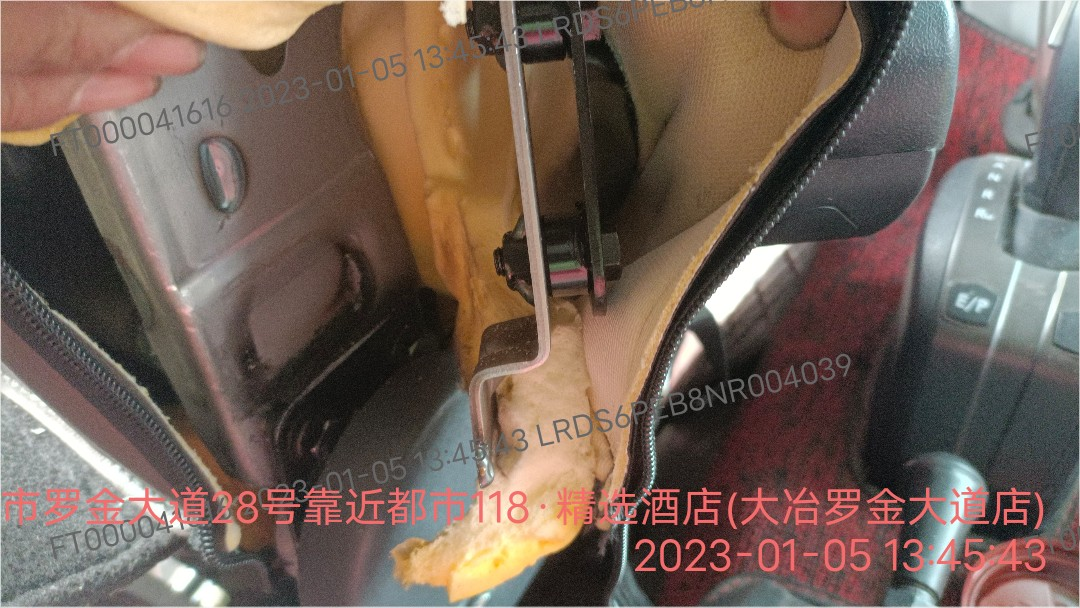 FT000041616 2023-01-05 13:45:43 LRDS6PEB8NR
E/P
2023-01-05 13:45:43 LRDS6PEB8NR004039
市罗金大道28号靠近都市118·精选酒店(大冶罗金大道店)
2023-01-05 13:45:43